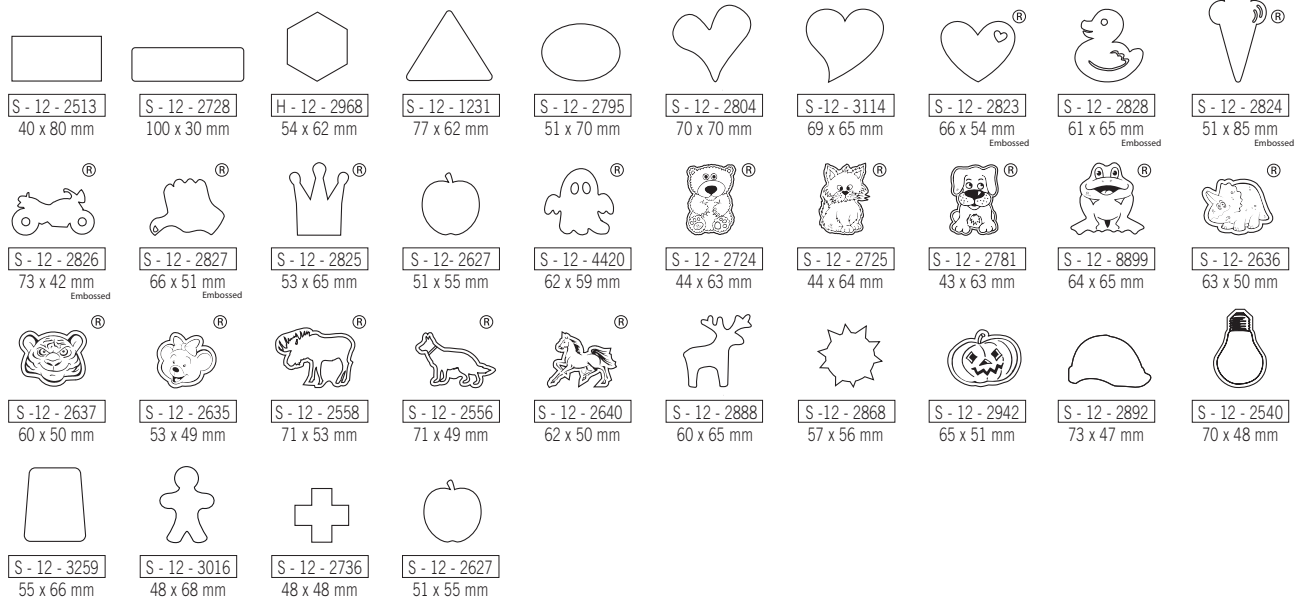 ® ®
S - 12 - 2513 S - 12 - 2728 H - 12 - 2968 S - 12 - 1231 S - 12 - 2795 S - 12 - 2804 S -12 - 3114 S - 12 - 2823 S - 12 - 2828 S - 12 - 2824
40 x 80 mm 100 x 30 mm 54 x 62 mm 77 x 62 mm 51 x 70 mm 70 x 70 mm 69 x 65 mm 66 x 54 mm 61 x 65 mm 51 x 85 mm
Embossed Embossed Embossed
® ® ® ® ® ® ® ® ®
S - 12 - 2826 S - 12 - 2827 S - 12 - 2825 S - 12 - 2627 S - 12 - 4420 S - 12 - 2724 S - 12 - 2725 S - 12 - 2781 S - 12 - 8899 S - 12- 2636
73 x 42 mm 66 x 51 mm 53 x 65 mm 51 x 55 mm 62 x 59 mm 44 x 63 mm 44 x 64 mm 43 x 63 mm 64 x 65 mm 63 x 50 mm
Embossed Embossed
® ® ® ® ®
S -12 - 2637 S - 12 - 2635 S - 12 - 2558 S - 12 - 2556 S - 12 - 2640 S - 12 - 2888 S -12 - 2868 S - 12 - 2942 S - 12 - 2892 S - 12 - 2540
60 x 50 mm 53 x 49 mm 71 x 53 mm 71 x 49 mm 62 x 50 mm 60 x 65 mm 57 x 56 mm 65 x 51 mm 73 x 47 mm 70 x 48 mm
S - 12 - 3259 S - 12 - 3016 S - 12 - 2736 S - 12 - 2627
55 x 66 mm 48 x 68 mm 48 x 48 mm 51 x 55 mm